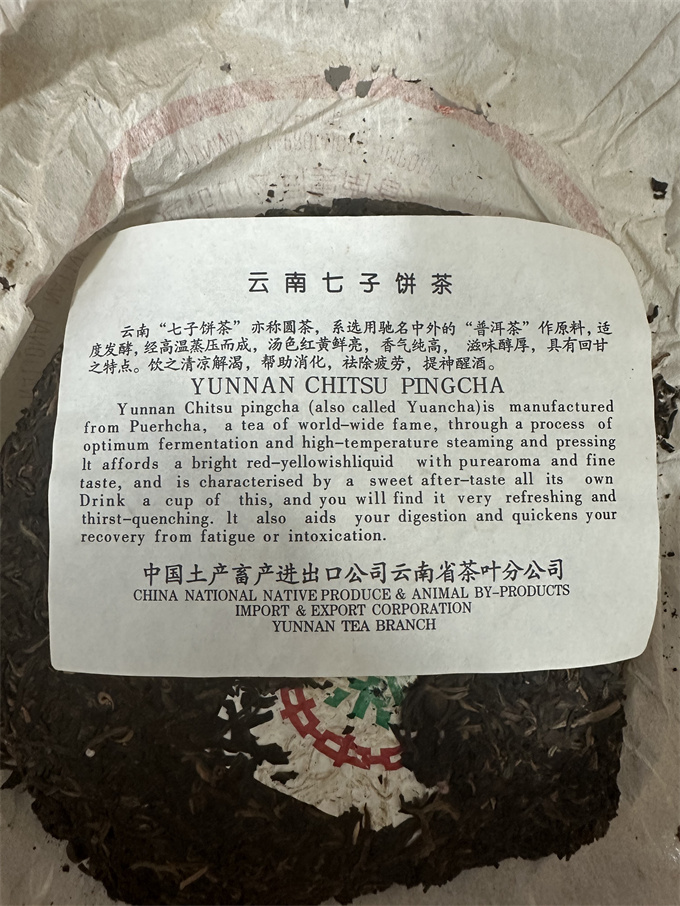 云南七子饼茶
云南“七子饼茶”亦称圆茶，系选用驰名中外的“普洱茶”作原料，适
度发酵，经高温蒸压而成，汤色红黄鲜亮，香气纯高，滋味醇厚，具有回甘
之特点。饮之清凉解渴，帮助消化，祛除疲劳，提神醒酒。
YUNNAN CHITSU PINGCHA
Yunnan Chitsu pingcha (also called Yuancha)is manufactured
from Puerhcha, a tea of world-wide fame, through a process of
optimum fermentation and high-temperature steaming and pressing
lt affords a bright red-yellowishliquid with purearoma and fine
taste, and is characterised by a sweet after-taste all its own
Drink a cup of this, and you will find it very refreshing and
thirst-quenching. lt also aids your digestion and quickens your
recovery from fatigue or intoxication.
中国土产畜产进出口公司云南省茶叶分公司
CHINA NATIONAL NATIVE PRODUCE & ANIMAL BY-PRODUCTS
IMPORT & EXPORT CORPORATION
YUNNAN TEA BRANCH
茶
中中中中